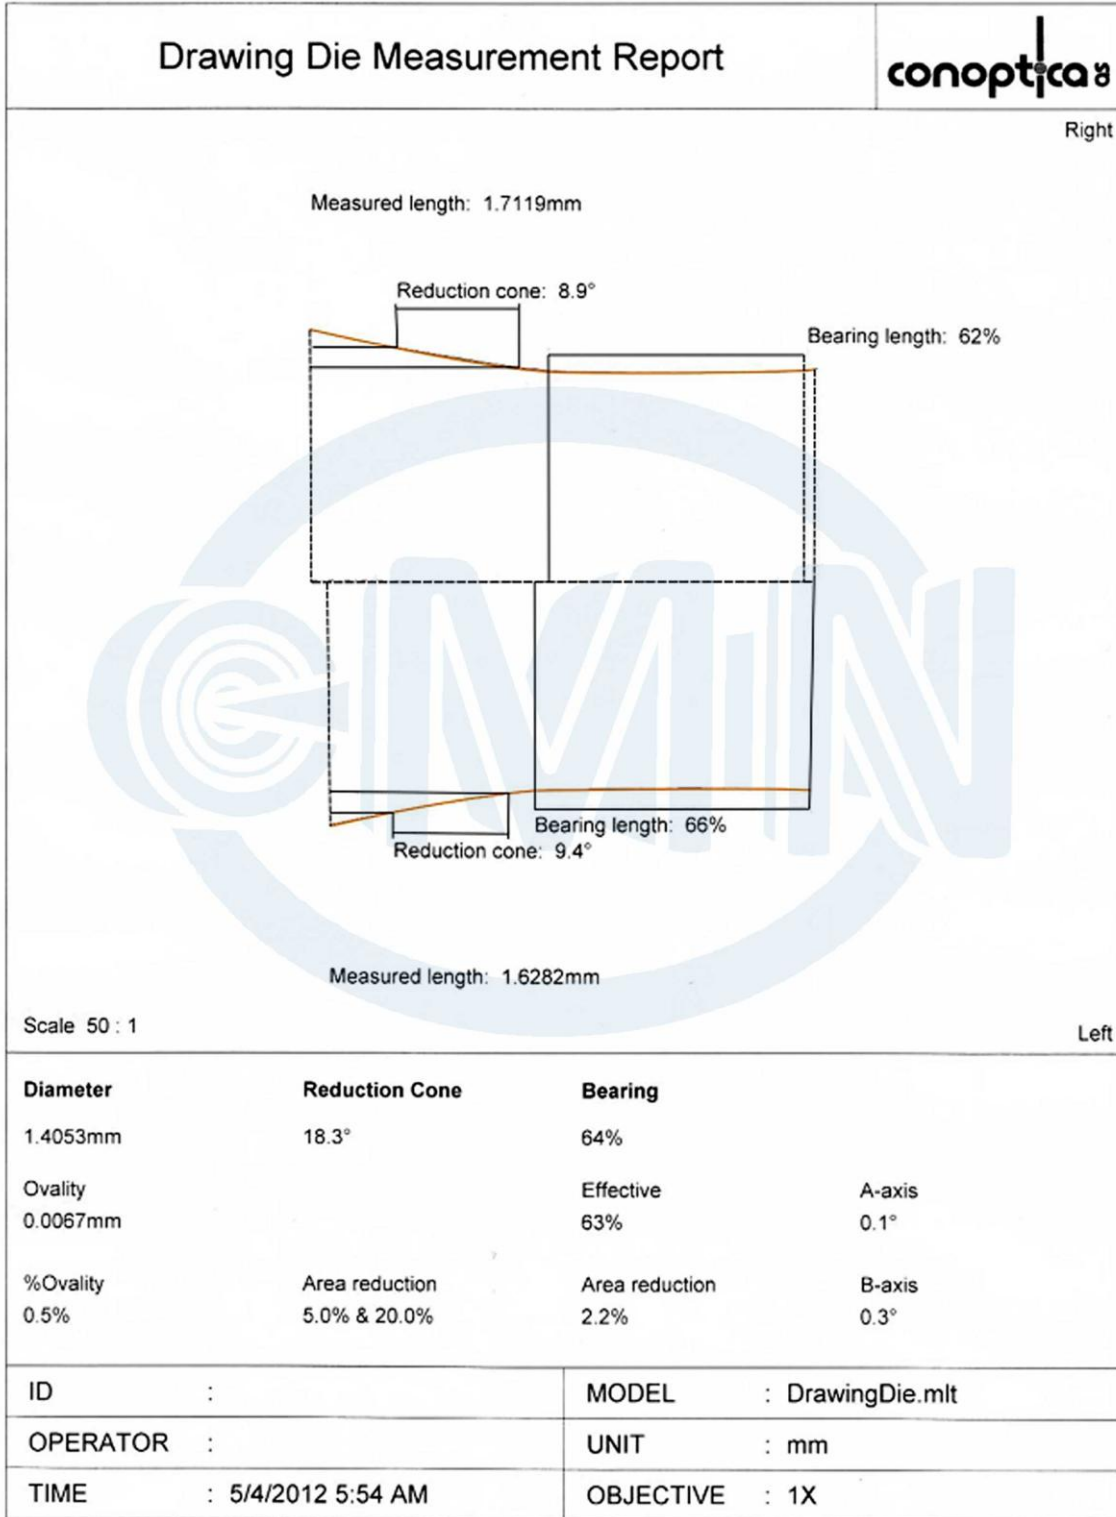 Drawing Die Measurement Report
conoptica as
Right
Measured length: 1.7119mm
Reduction cone: 8.9°
Bearing length: 62%
Bearing length: 66%
Reduction cone: 9.4°
Measured length: 1.6282mm
Scale 50 : 1
Left
Diameter Reduction Cone Bearing
1.4053mm 18.3° 64%
Ovality Effective A-axis
0.0067mm 63% 0.1°
%Ovality Area reduction Area reduction B-axis
0.5% 5.0% & 20.0% 2.2% 0.3°
ID : MODEL : DrawingDie.mlt
OPERATOR : UNIT : mm
TIME : 5/4/2012 5:54 AM OBJECTIVE : 1X